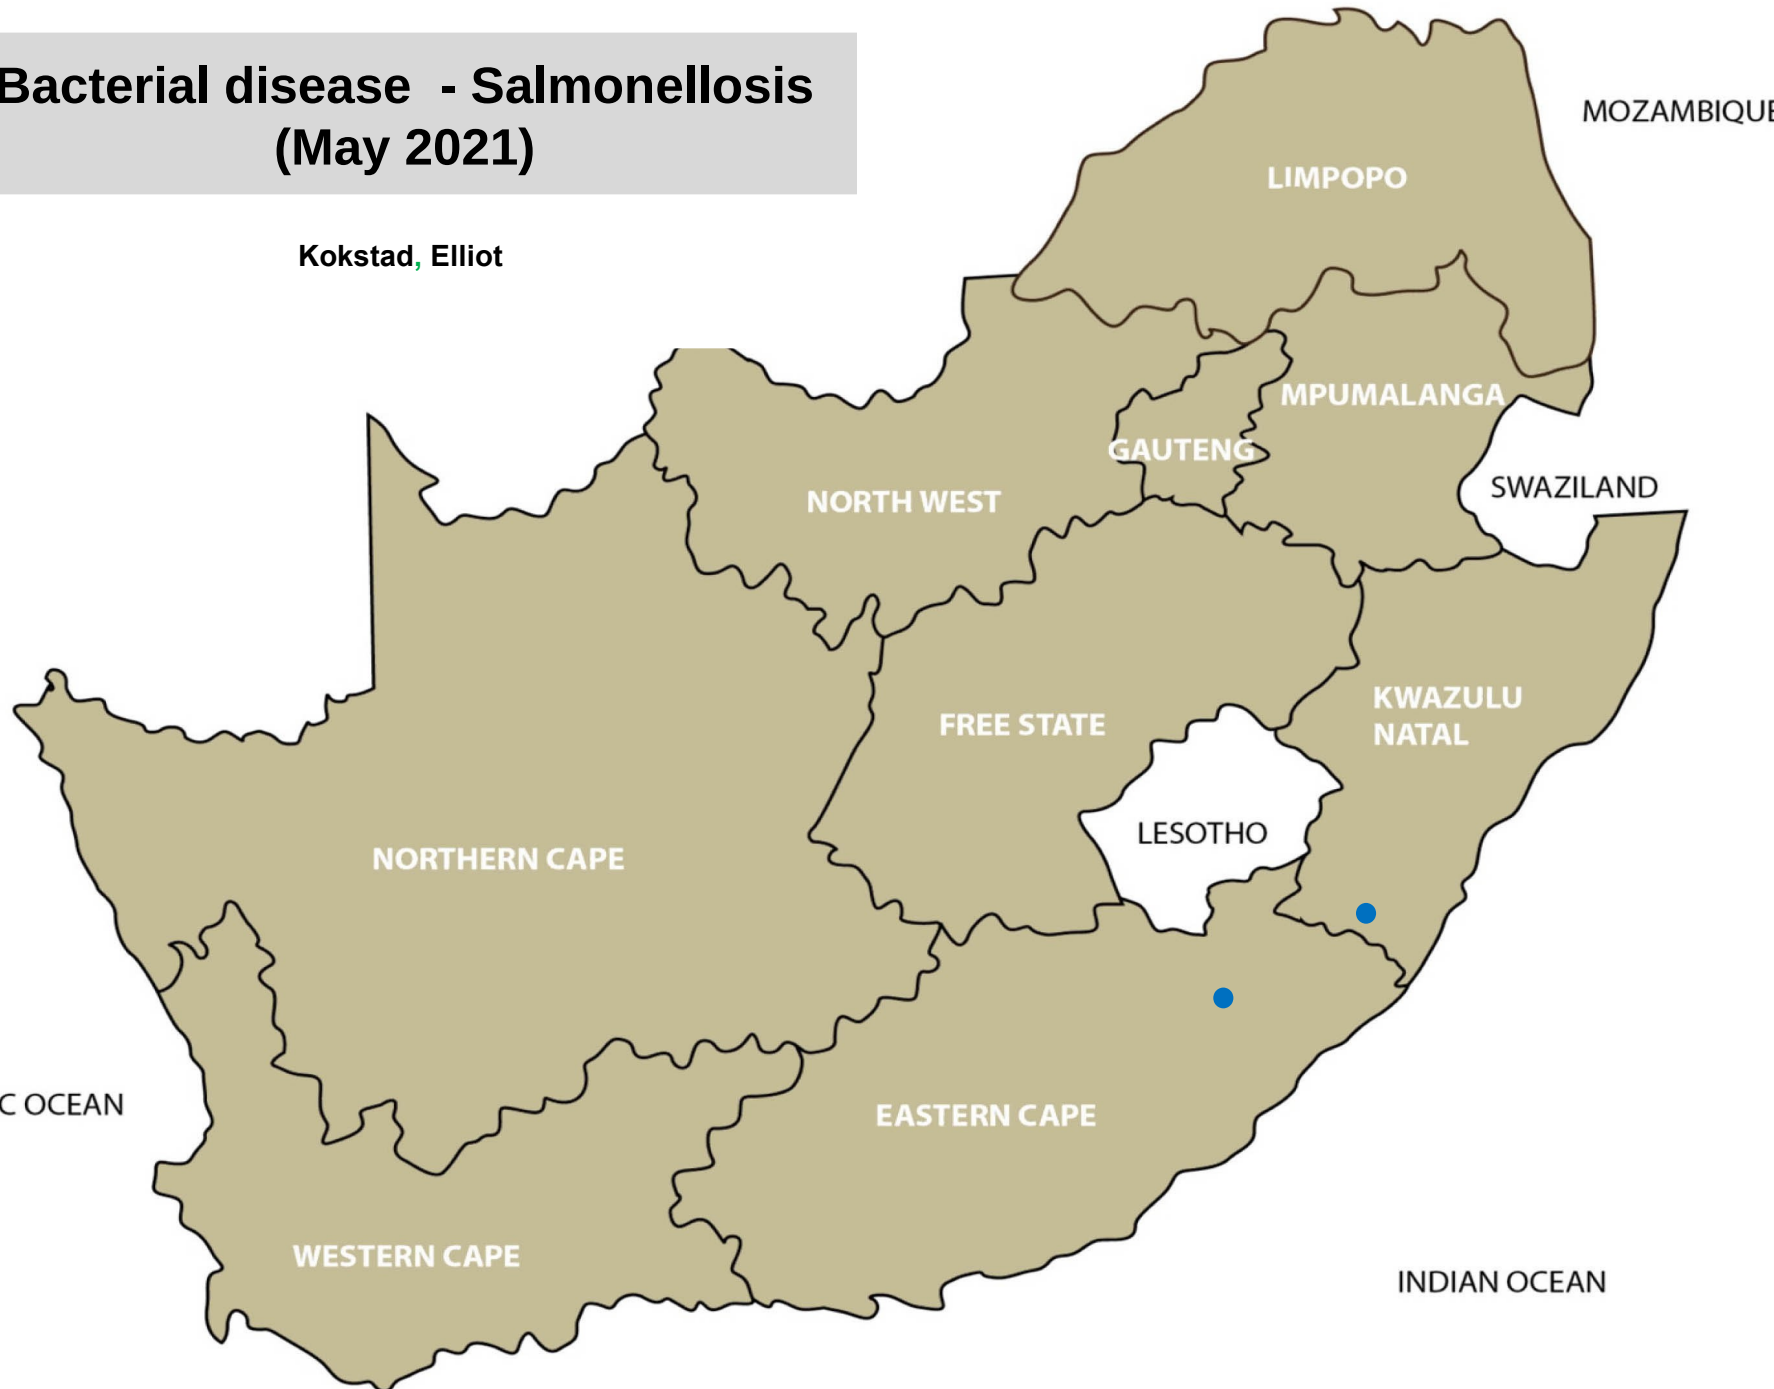 Bacterial disease - Salmonellosis
(May 2021)
MOZAMBIQUE
LIMPOPO
Kokstad, Elliot
MPUMALANGA
GAUTENG
SWAZILAND
NORTH WEST
KWAZULU
NATAL
FREE STATE
LESOTHO
NORTHERN CAPE
C OCEAN
EASTERN CAPE
WESTERN CAPE
INDIAN OCEAN